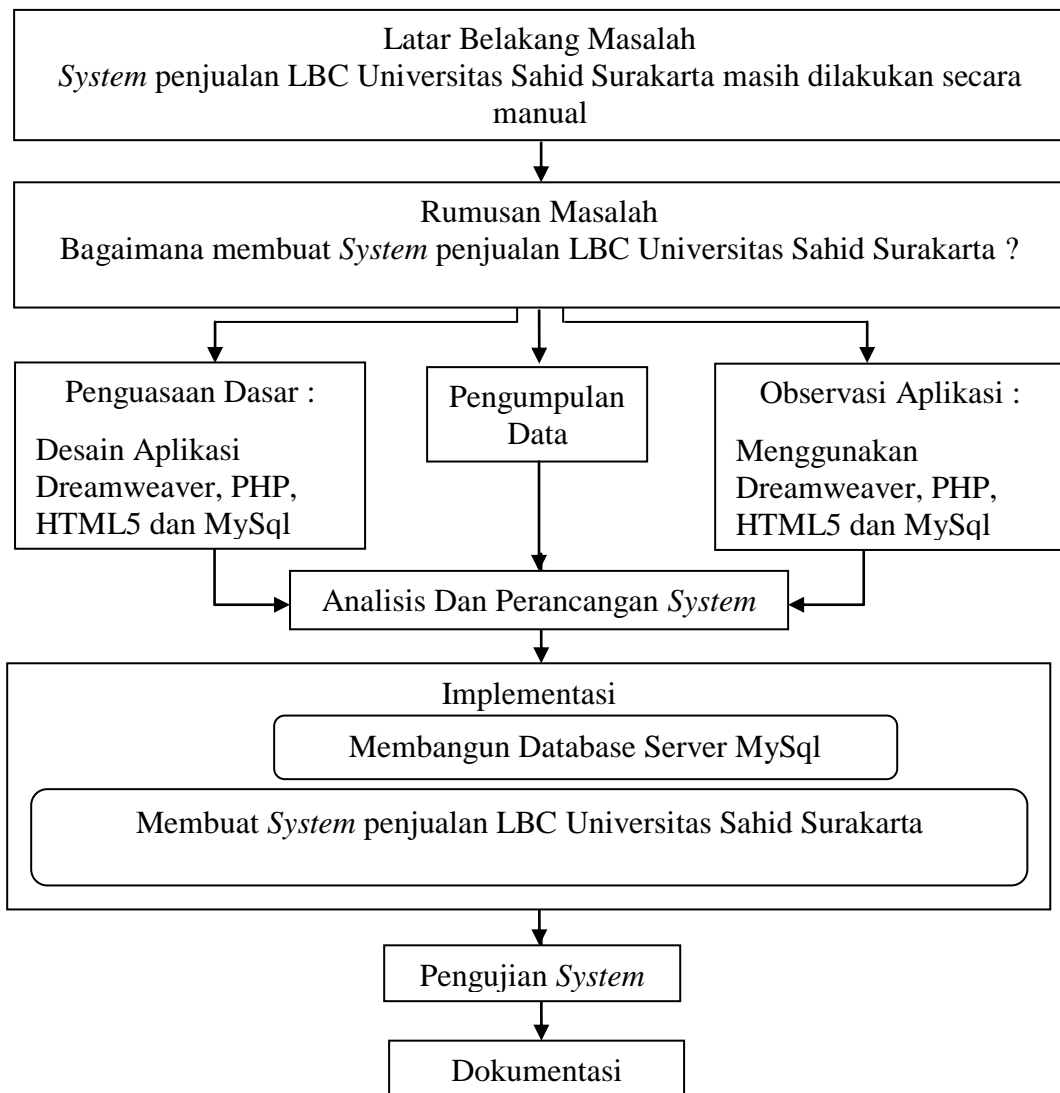 Latar Belakang Masalah
System penjualan LBC Universitas Sahid Surakarta masih dilakukan secara
manual
Rumusan Masalah
Bagaimana membuat System penjualan LBC Universitas Sahid Surakarta ?
Penguasaan Dasar :
Desain Aplikasi
Dreamweaver, PHP,
HTML5 dan MySql
Pengumpulan
Data
Observasi Aplikasi :
Menggunakan
Dreamweaver, PHP,
HTML5 dan MySql
Analisis Dan Perancangan System
Implementasi
Membangun Database Server MySql
Membuat System penjualan LBC Universitas Sahid Surakarta
Pengujian System
Dokumentasi